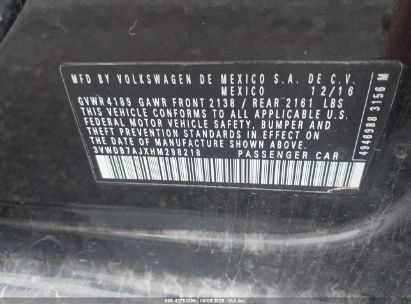 MFD BY VOLKSWAGEN DE MEXICO S.A. DE C.V.
MEXICO 12/16
GVWR 4189 GAWR FRONT 2138 / REAR 2161 LBS
THIS VEHICLE CONFORMS TO ALL APPLICABLE U.S.
FEDERAL MOTOR VEHICLE SAFETY, BUMPER AND
THEFT PREVENTION STANDARDS IN EFFECT ON THE
DATE OF MANUFACTURE SHOWN ABOVE.
3VWDB7AJXHM298218 PASSENGER CAR
4946988 3156 M